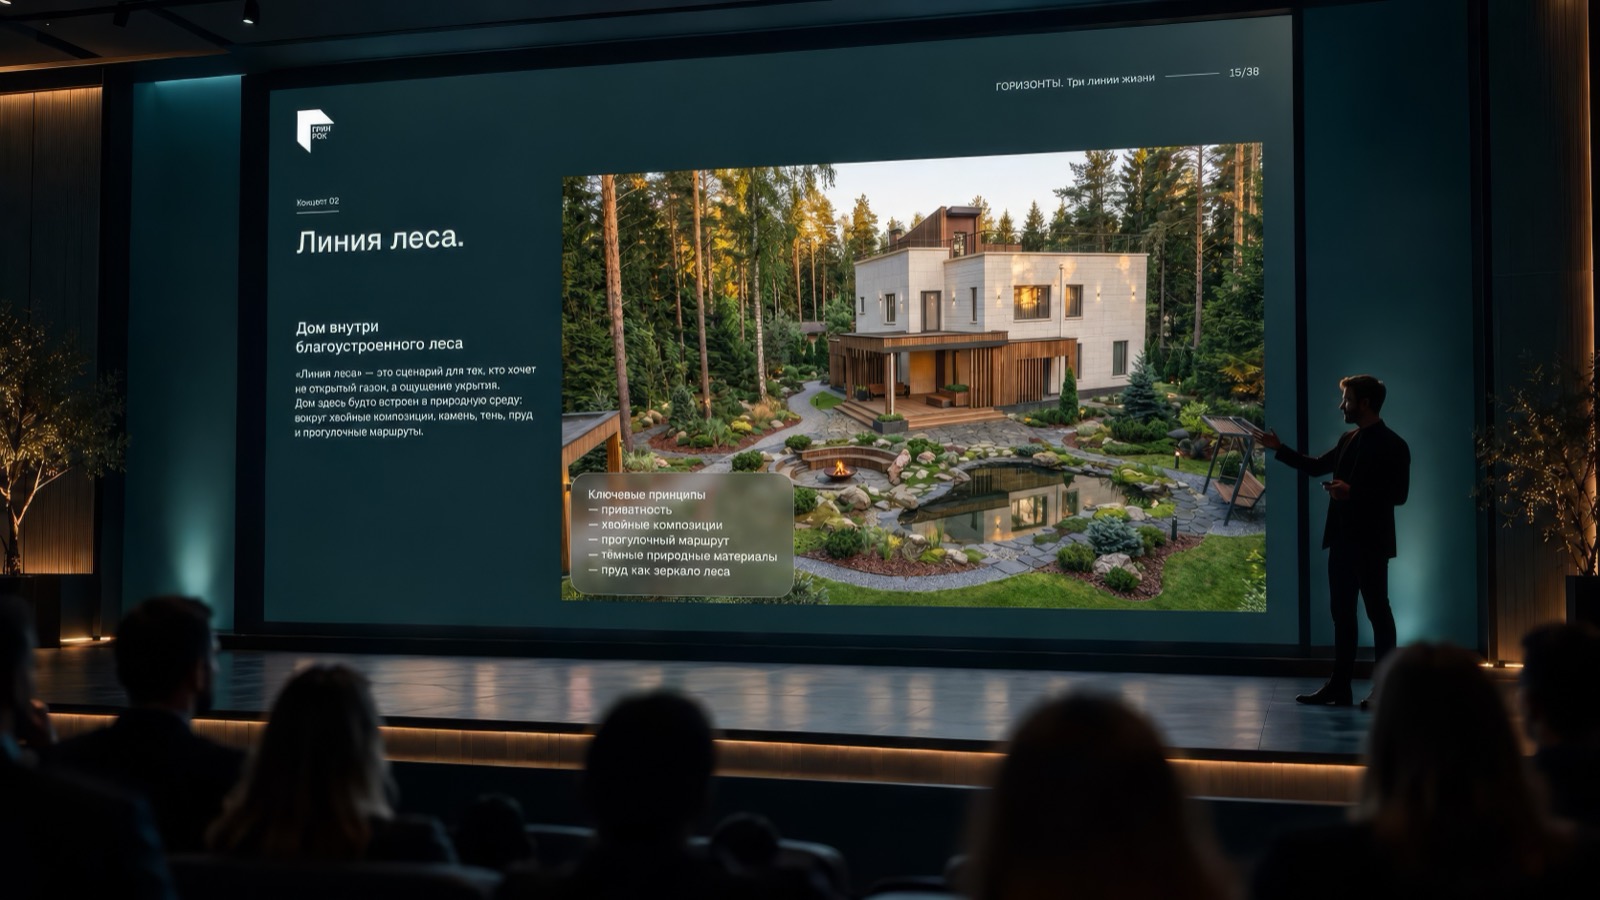 ГРИН
РОК
ГОРИЗОНТЫ. Три линии жизни 15/38
Концепт 02
Линия леса.
Дом внутри
благоустроенного леса
«Линия леса» — это сценарий для тех, кто хочет
не открытый газон, а ощущение укрытия.
Дом здесь будто встроен в природную среду:
вокруг хвойные композиции, камень, тень, пруд
и прогулочные маршруты.
Ключевые принципы
— приватность
— хвойные композиции
— прогулочный маршрут
— тёмные природные материалы
— пруд как зеркало леса